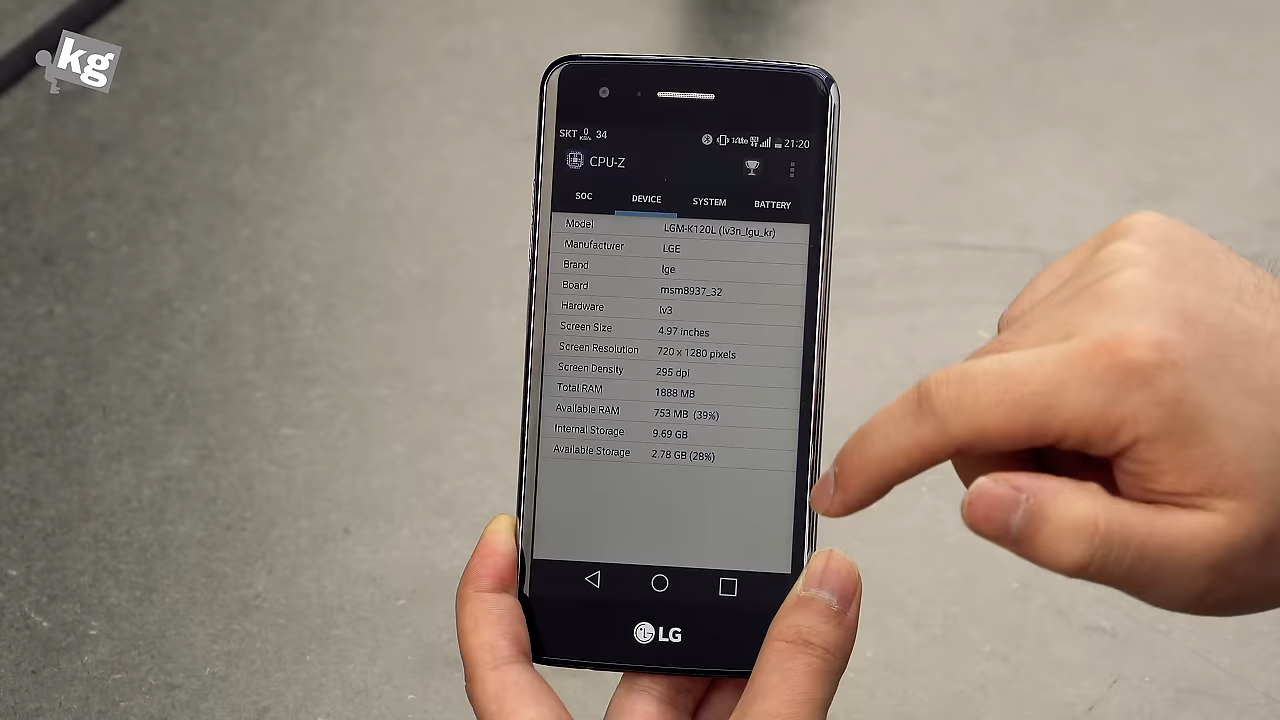 kg
SKT 0 KB/s 34 21:20
CPU-Z
SOC DEVICE SYSTEM BATTERY
Model LGM-K120L (lv3n_lgu_kr)
Manufacturer LGE
Brand lge
Board msm8937_32
Hardware lv3
Screen Size 4.97 inches
Screen Resolution 720 x 1280 pixels
Screen Density 295 dpi
Total RAM 1888 MB
Available RAM 753 MB (39%)
Internal Storage 9.69 GB
Available Storage 2.78 GB (28%)
LG